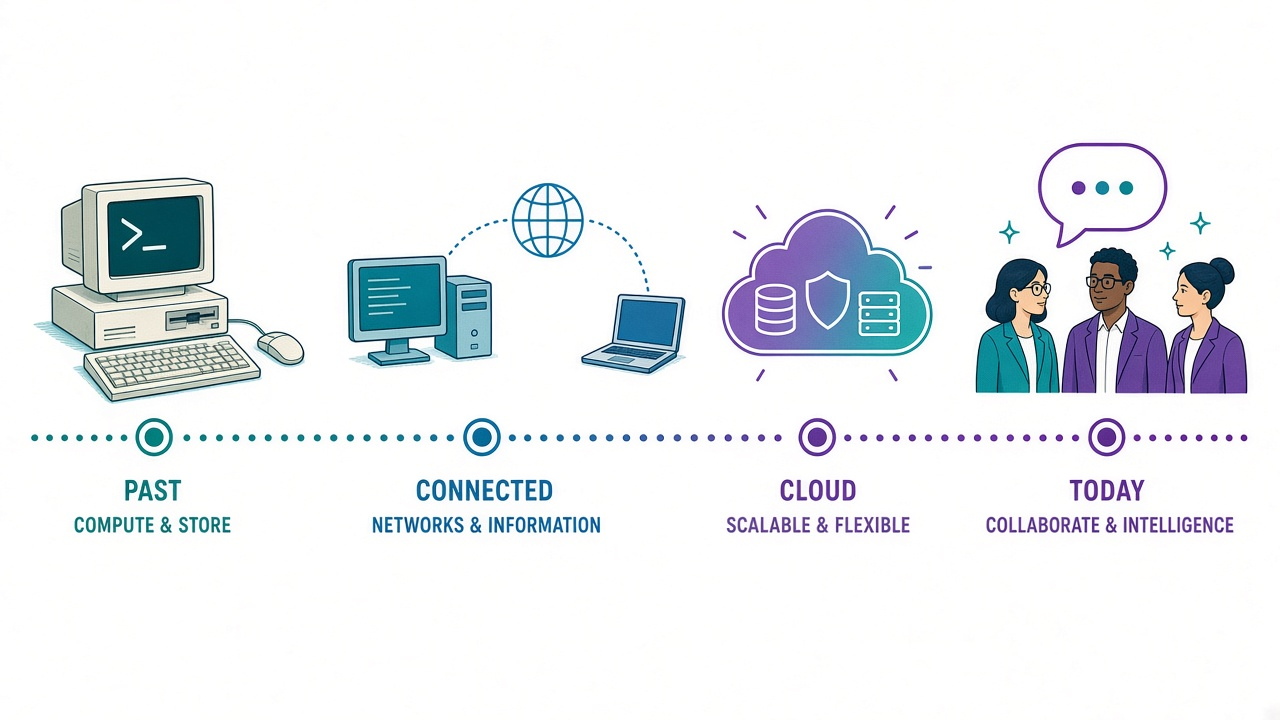 >_
PAST
COMPUTE & STORE
CONNECTED
NETWORKS & INFORMATION
CLOUD
SCALABLE & FLEXIBLE
TODAY
COLLABORATE & INTELLIGENCE